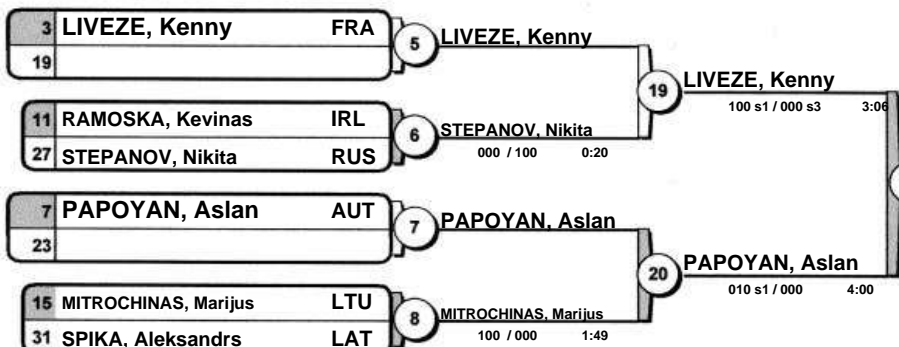 3 LIVEZE, Kenny FRA
19
5 LIVEZE, Kenny
11 RAMOSKA, Kevinas IRL
27 STEPANOV, Nikita RUS
6 STEPANOV, Nikita
000 / 100 0:20
19 LIVEZE, Kenny
100 s1 / 000 s3 3:06
7 PAPOYAN, Aslan AUT
23
7 PAPOYAN, Aslan
15 MITROCHINAS, Marijus LTU
31 SPIKA, Aleksandrs LAT
8 MITROCHINAS, Marijus
100 / 000 1:49
20 PAPOYAN, Aslan
010 s1 / 000 4:00